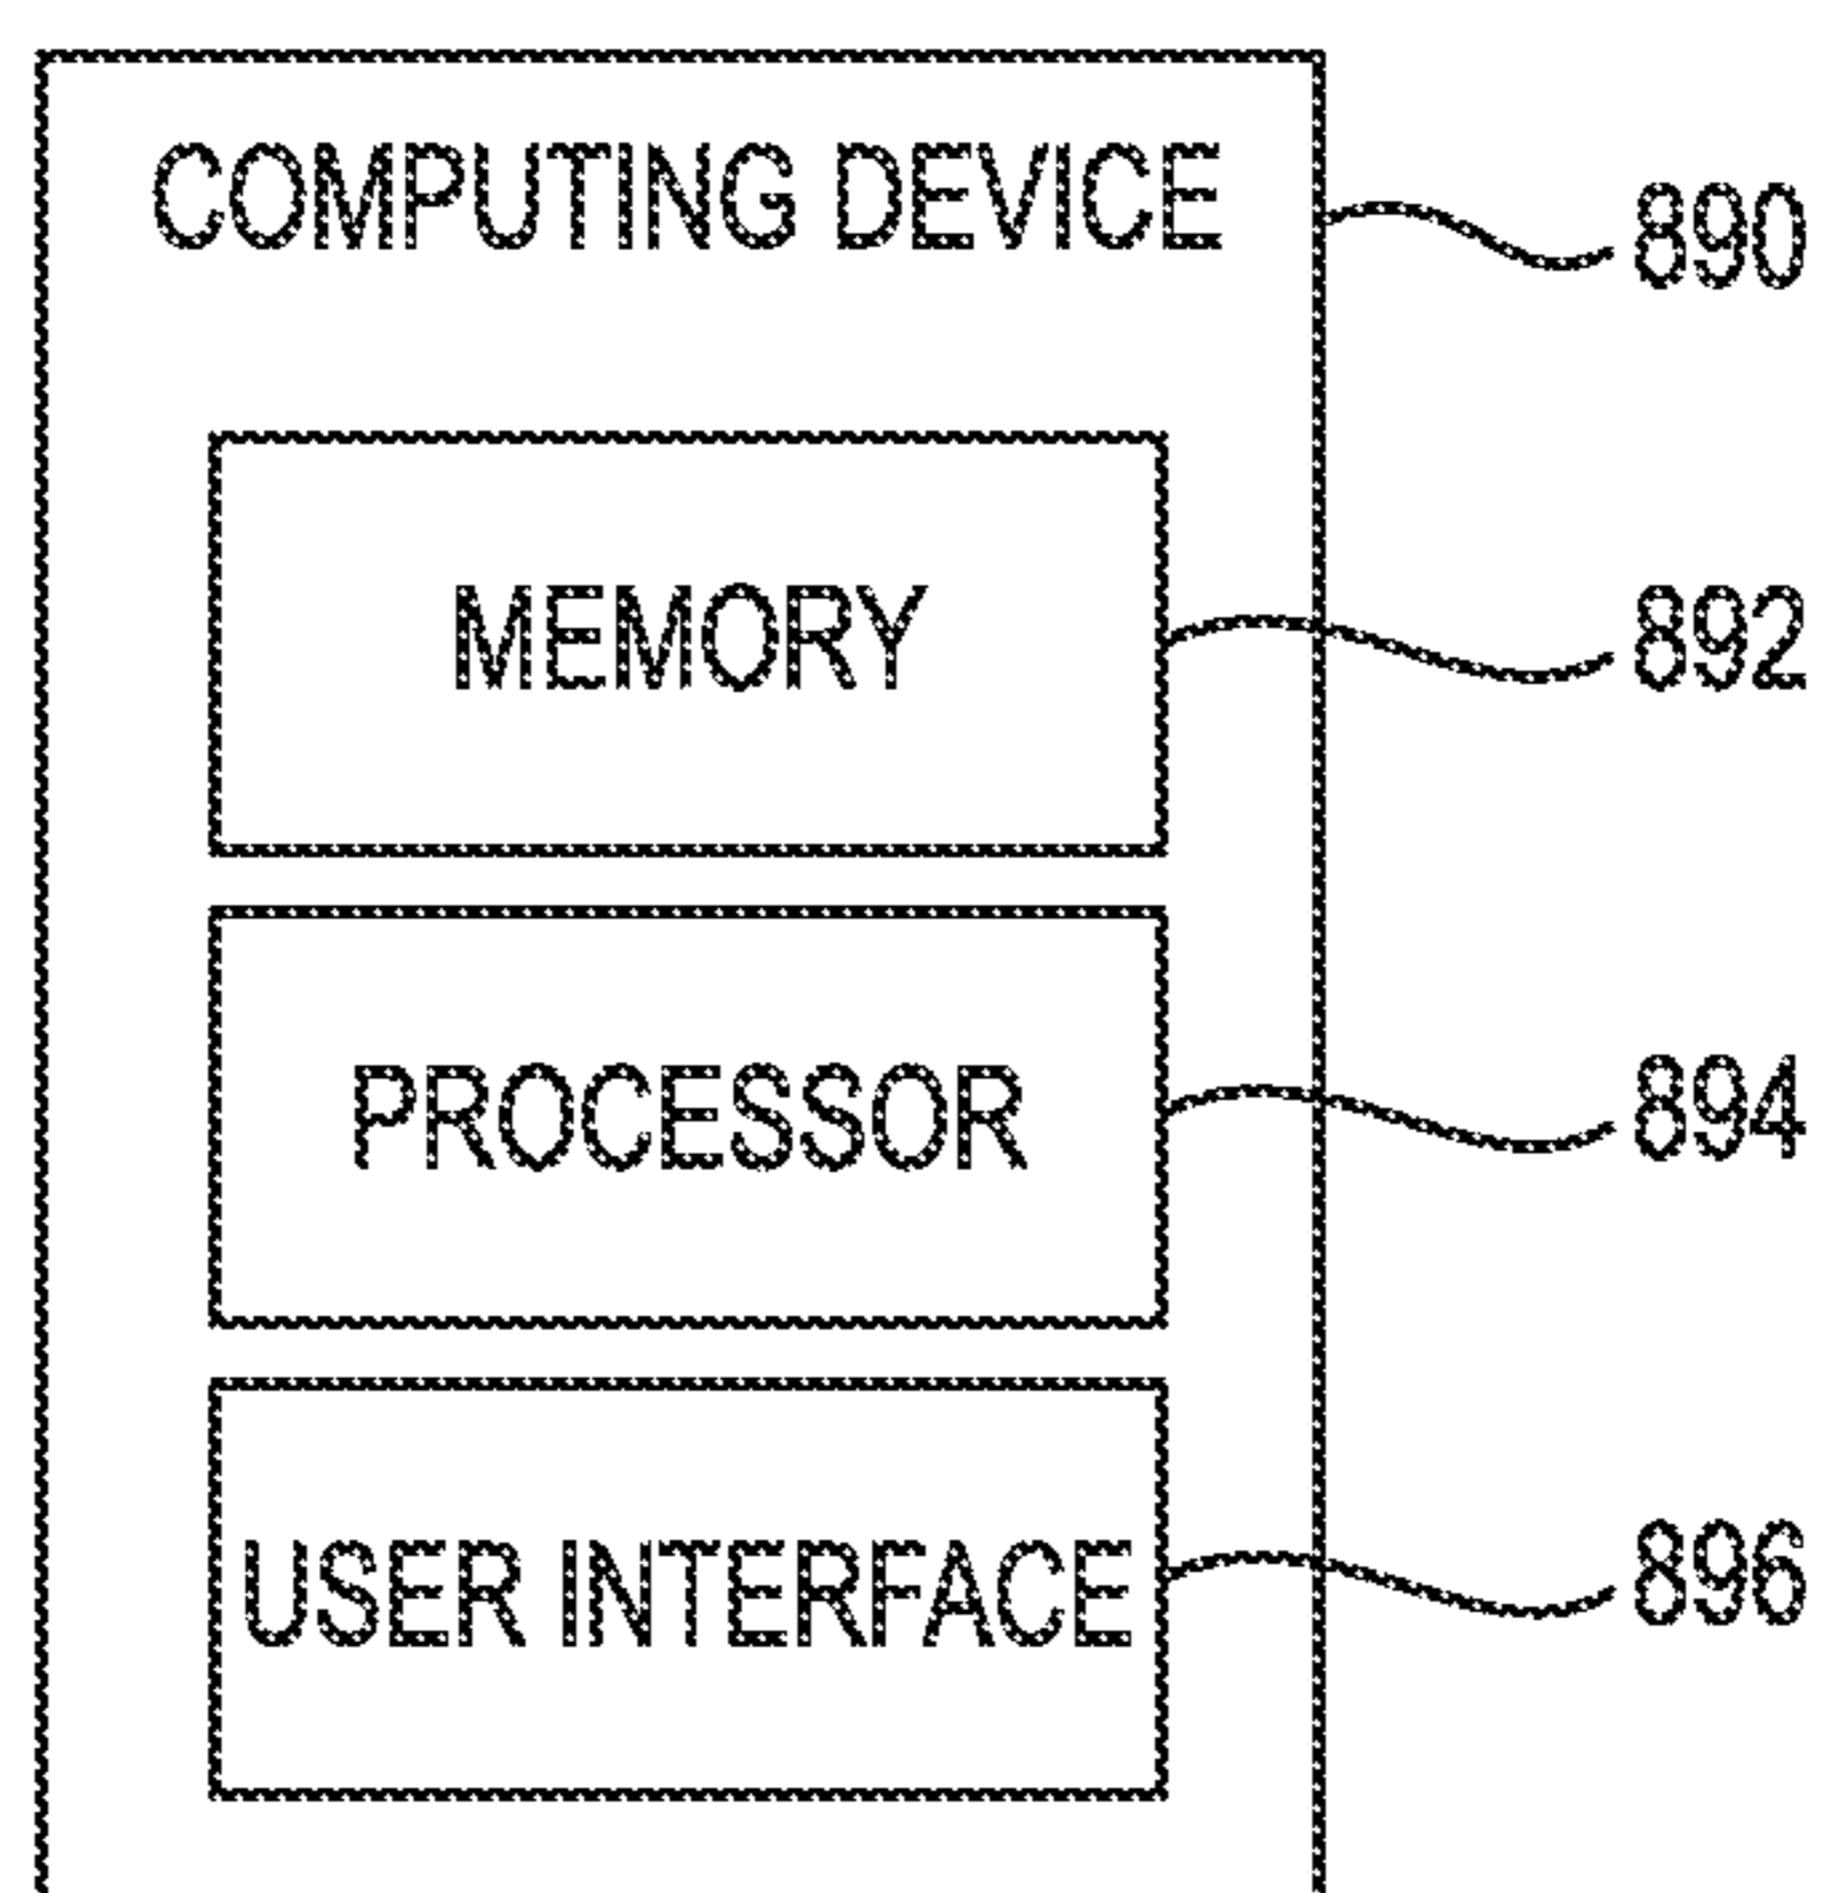 COMPUTING DEVICE
890
MEMORY
892
PROCESSOR
894
USER INTERFACE
896